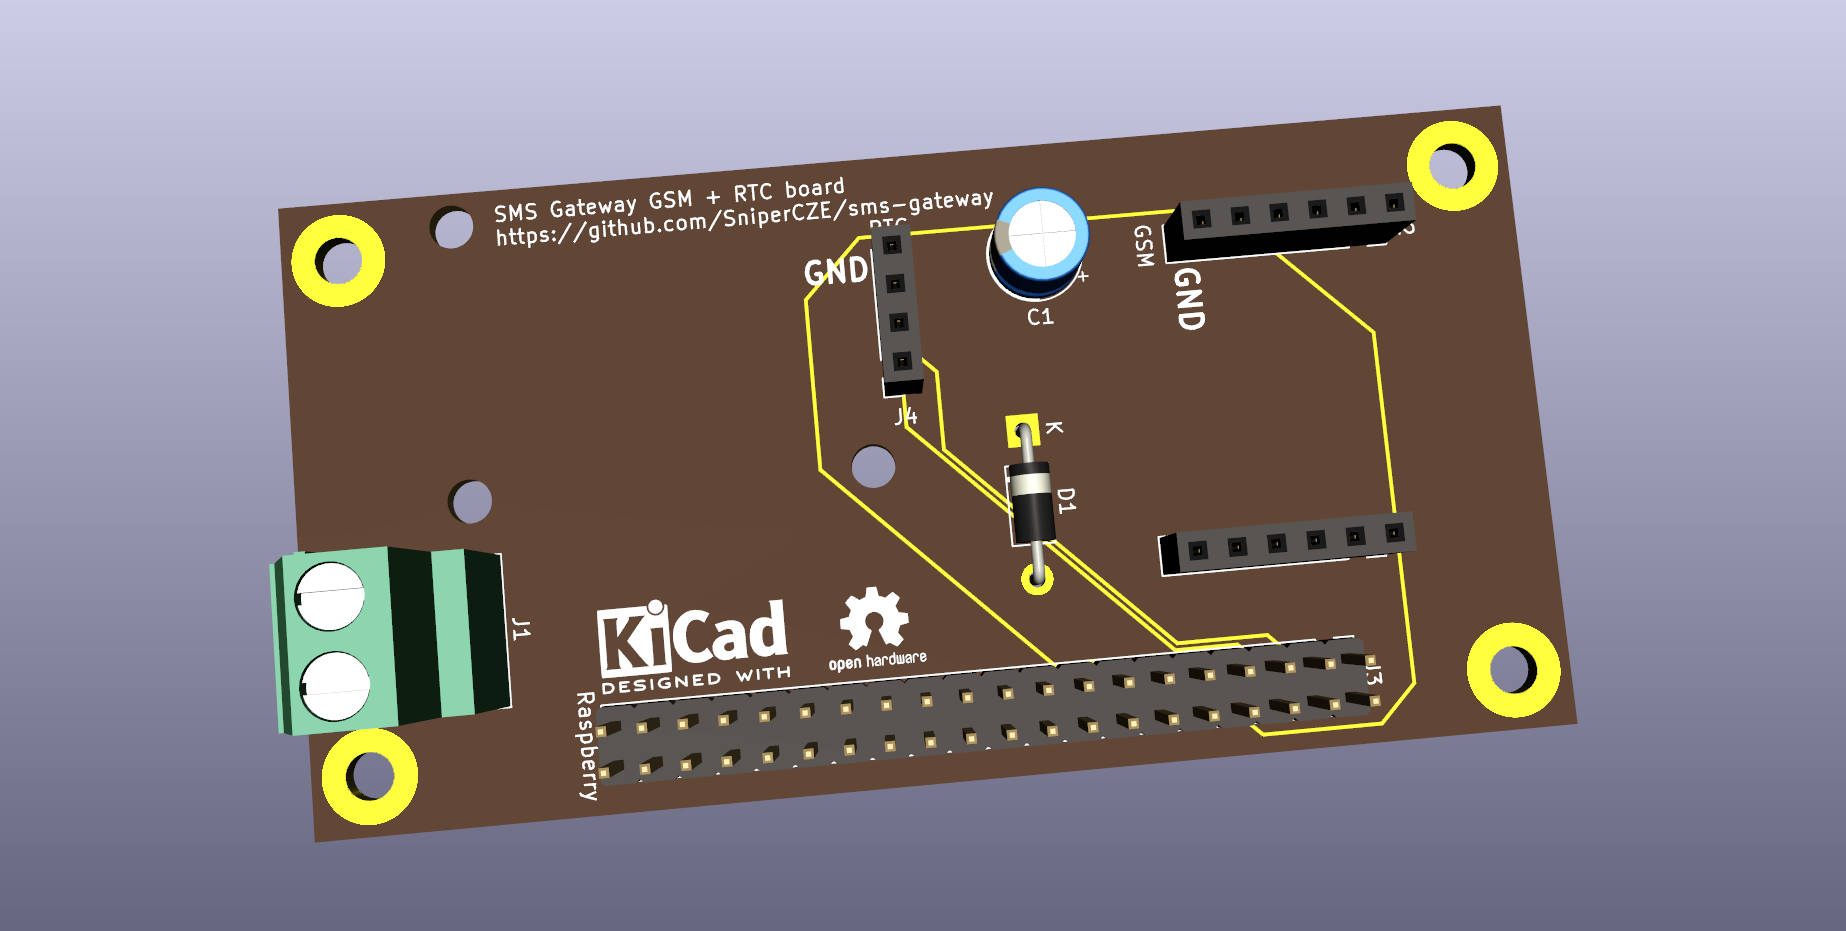 SMS Gateway GSM + RTC board
https://github.com/SniperCZE/sms-gateway
RTC
GND
GSM
GND
+
C1
J4
K
D1
J1
KiCad
DESIGNED WITH
open hardware
Raspberry
J3